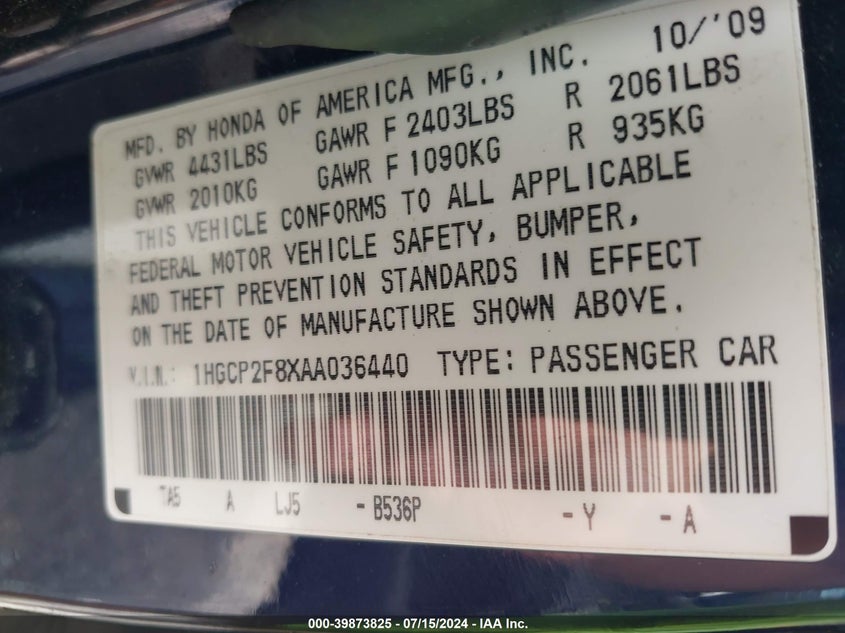 MFD. BY HONDA OF AMERICA MFG., INC. 10/'09
GVWR 4431LBS GAWR F 2403LBS R 2061LBS
GVWR 2010KG GAWR F 1090KG R 935KG
THIS VEHICLE CONFORMS TO ALL APPLICABLE
FEDERAL MOTOR VEHICLE SAFETY, BUMPER,
AND THEFT PREVENTION STANDARDS IN EFFECT
ON THE DATE OF MANUFACTURE SHOWN ABOVE.
V.I.N.: 1HGCP2F8XAA036440 TYPE: PASSENGER CAR
TA5 A LJ5 - B536P - Y - A
000-39873825 - 07/15/2024 - IAA Inc.